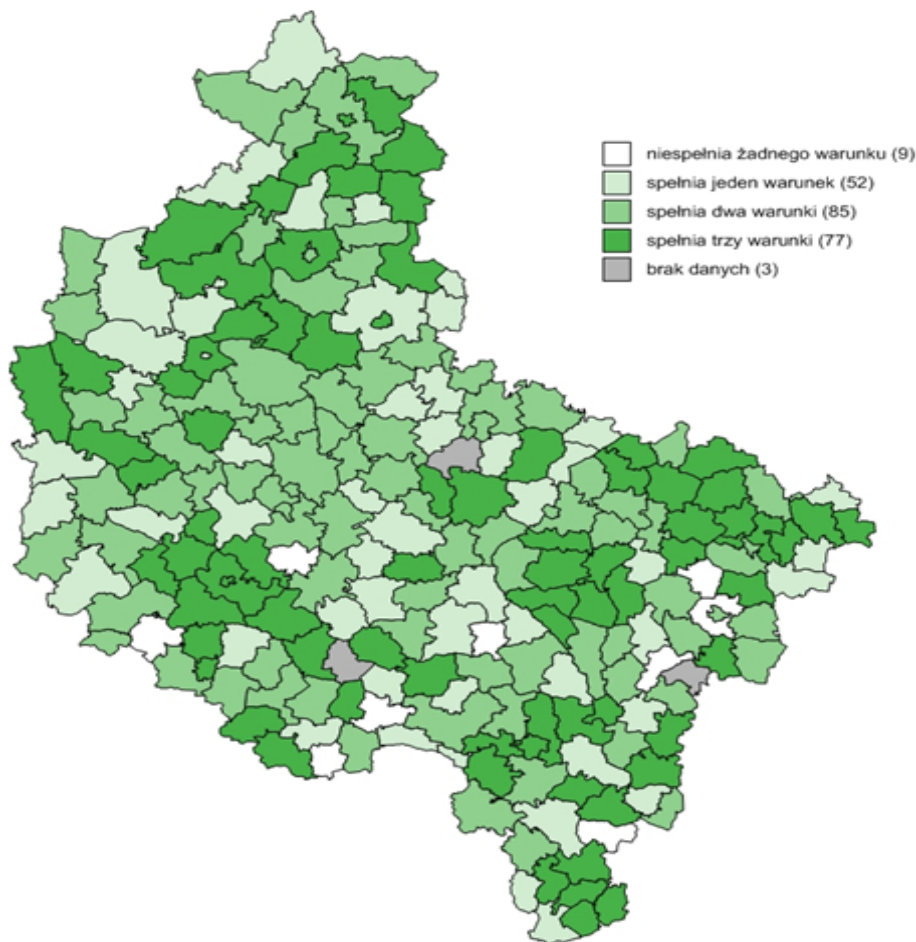 niespełnia żadnego warunku (9)
spełnia jeden warunek (52)
spełnia dwa warunki (85)
spełnia trzy warunki (77)
brak danych (3)